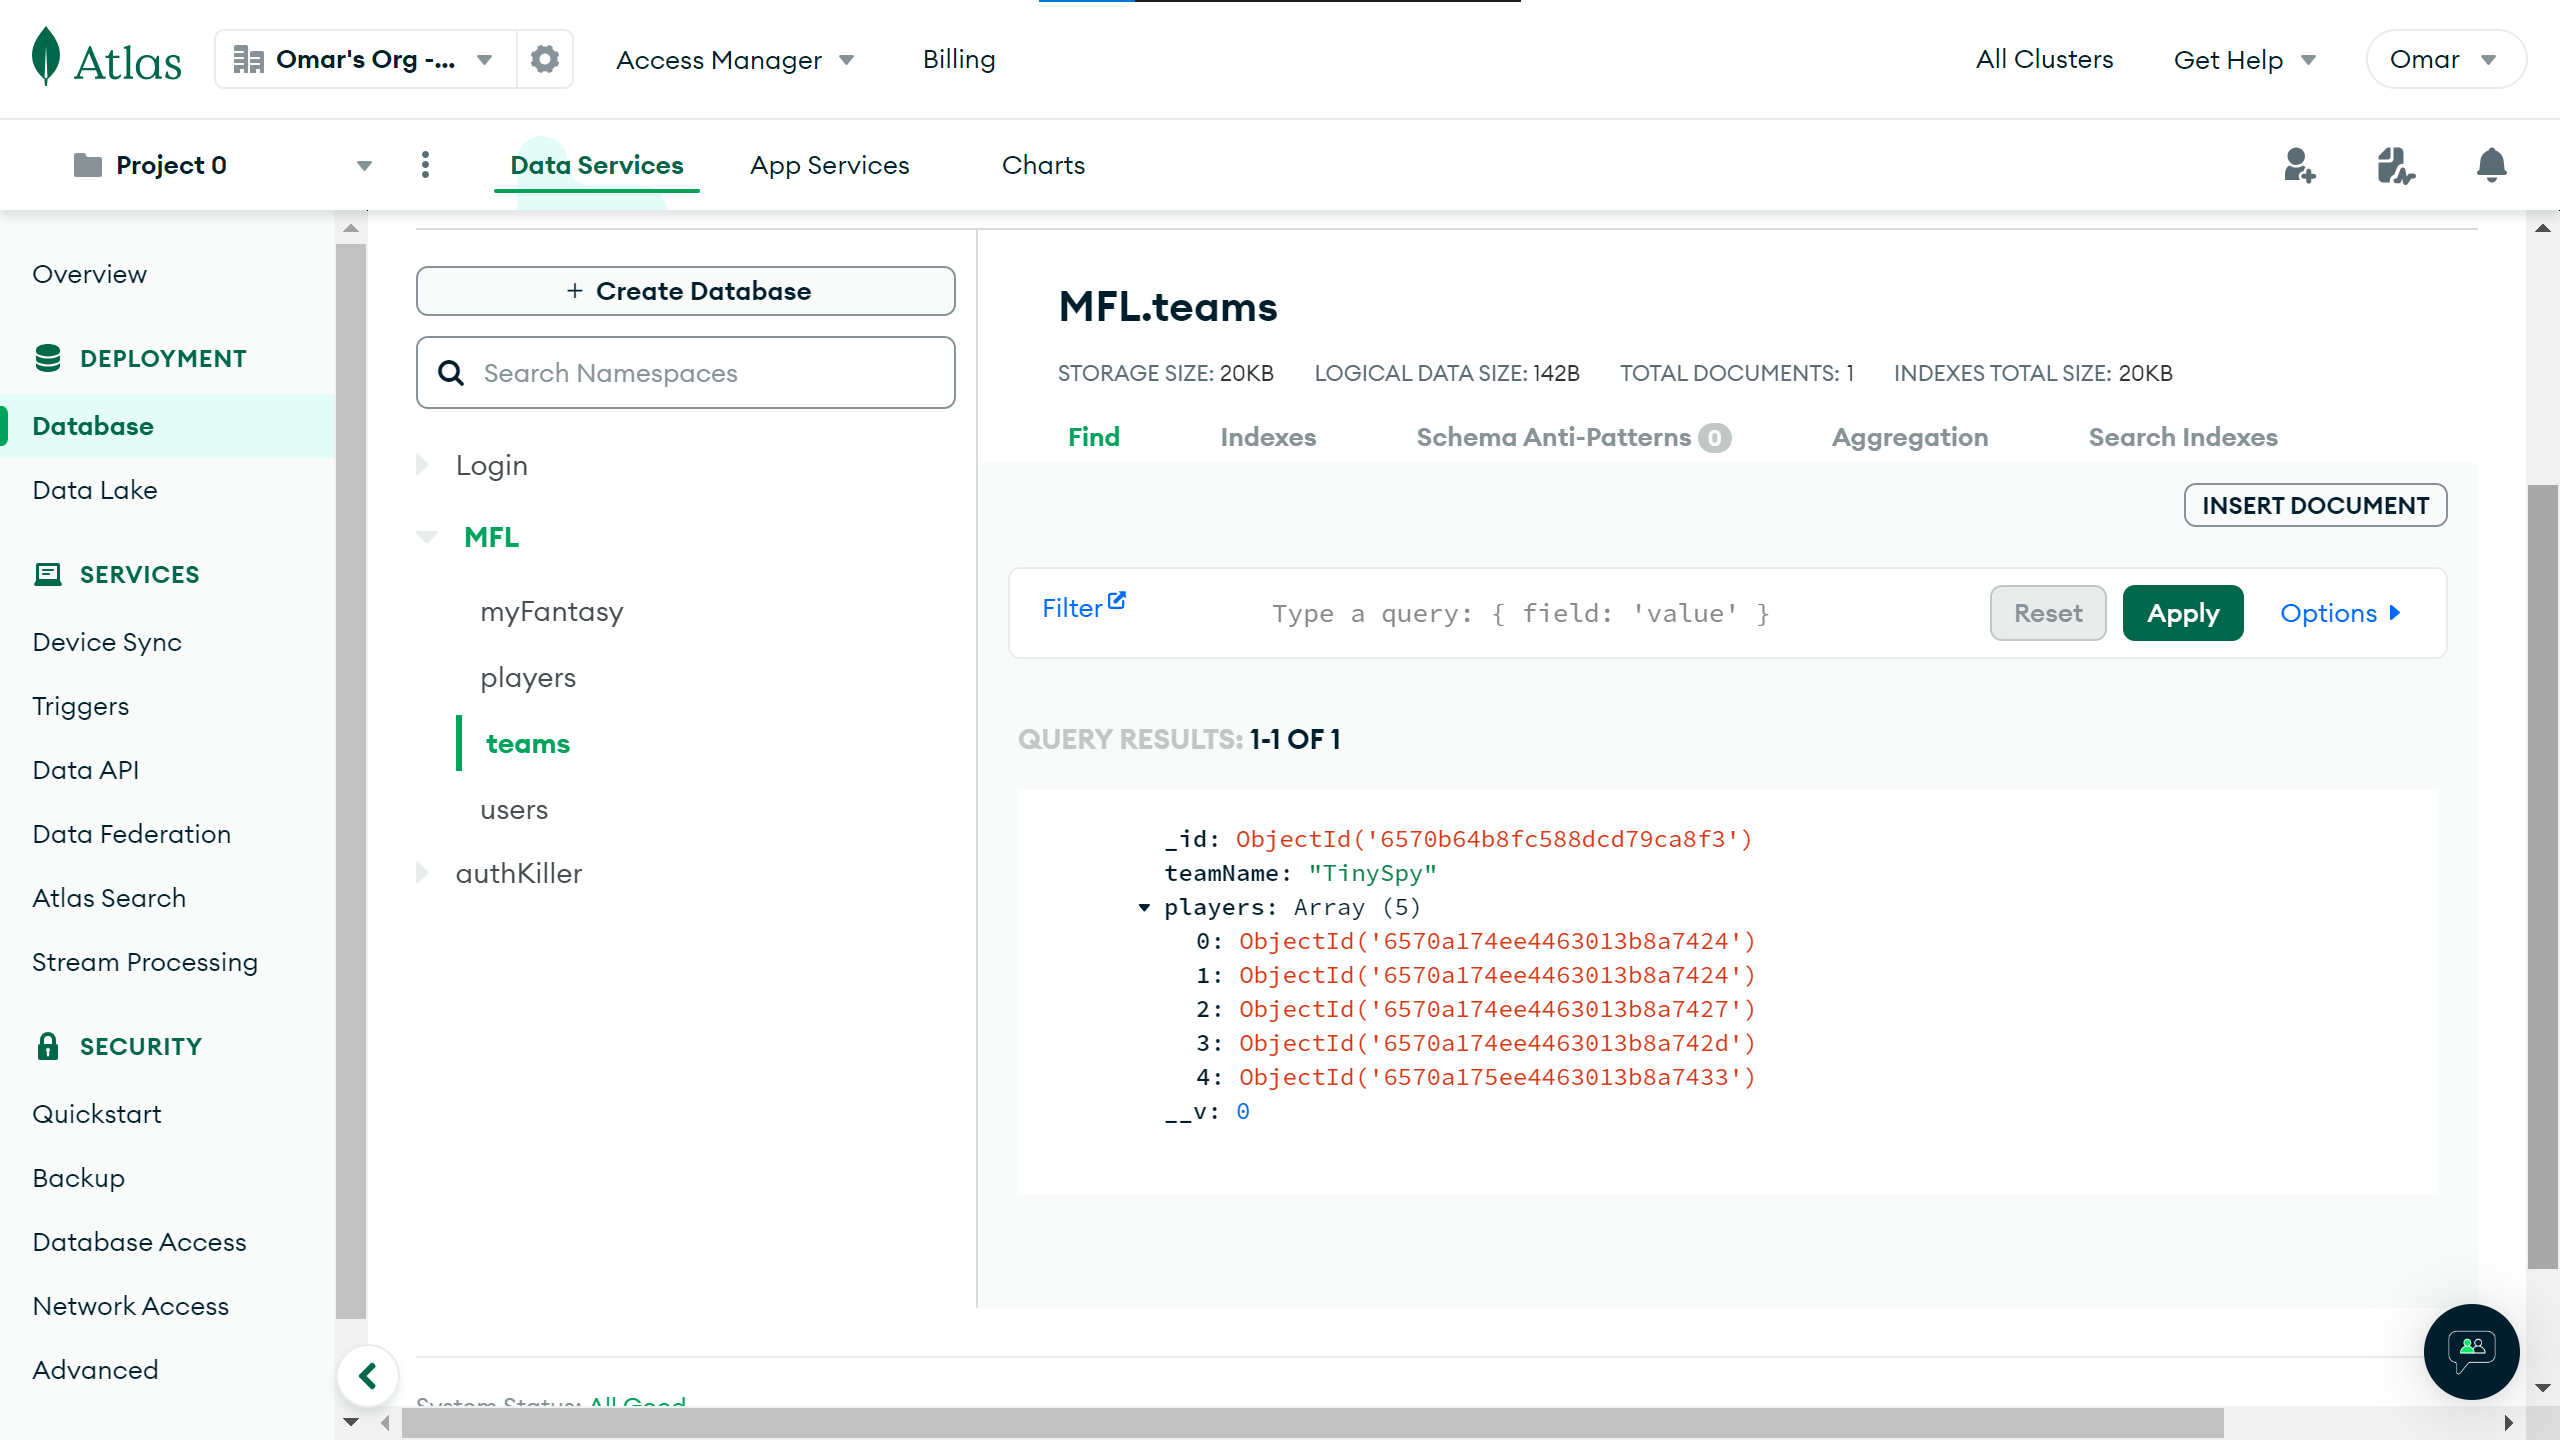 Atlas
Omar's Org -...
Access Manager
Billing
All Clusters
Get Help
Omar
Project 0
Data Services
App Services
Charts
Overview
DEPLOYMENT
Database
Data Lake
SERVICES
Device Sync
Triggers
Data API
Data Federation
Atlas Search
Stream Processing
SECURITY
Quickstart
Backup
Database Access
Network Access
Advanced
+ Create Database
Search Namespaces
Login
MFL
myFantasy
players
teams
users
authKiller
MFL.teams
STORAGE SIZE: 20KB LOGICAL DATA SIZE: 142B TOTAL DOCUMENTS: 1 INDEXES TOTAL SIZE: 20KB
Find Indexes Schema Anti-Patterns 0 Aggregation Search Indexes
INSERT DOCUMENT
Filter Type a query: { field: 'value' } Reset Apply Options
QUERY RESULTS: 1-1 OF 1
_id: ObjectId('6570b64b8fc588dcd79ca8f3')
teamName: "TinySpy"
players: Array (5)
0: ObjectId('6570a174ee4463013b8a7424')
1: ObjectId('6570a174ee4463013b8a7424')
2: ObjectId('6570a174ee4463013b8a7427')
3: ObjectId('6570a174ee4463013b8a742d')
4: ObjectId('6570a175ee4463013b8a7433')
__v: 0
System Status: All Good